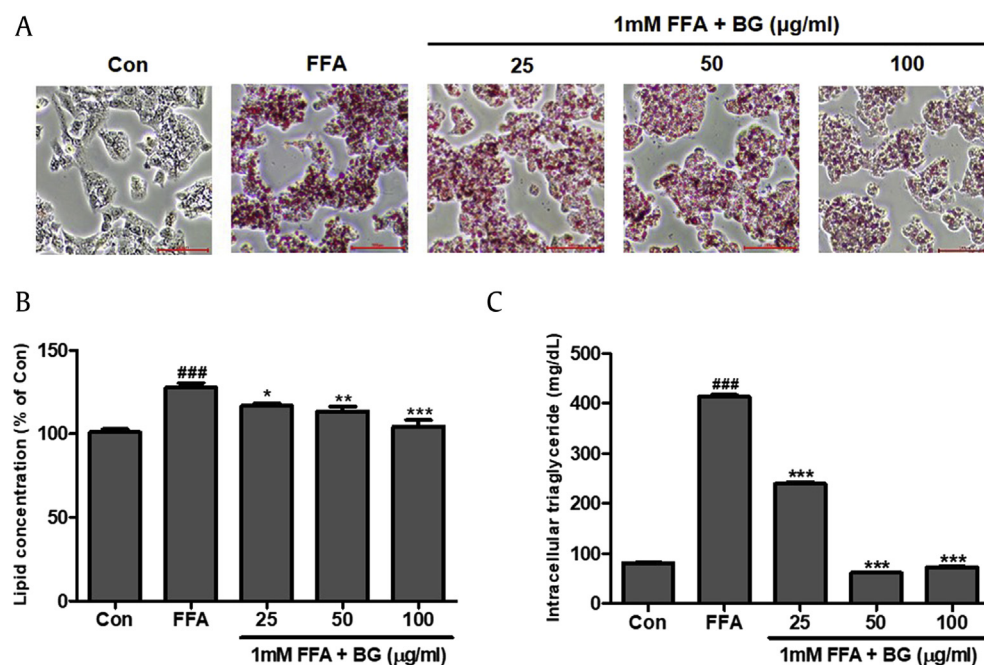 A
1mM FFA + BG (μg/ml)
Con FFA 25 50 100
B
Lipid concentration (% of Con)
150
100
50
0
###
*
**
***
Con FFA 25 50 100
1mM FFA + BG (μg/ml)
C
Intracellular triaglyceride (mg/dL)
500
400
300
200
100
0
###
***
***
***
Con FFA 25 50 100
1mM FFA + BG (μg/ml)